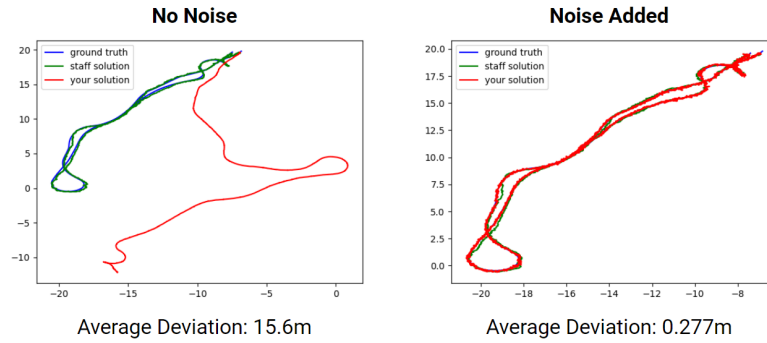 No Noise
Noise Added
ground truth
staff solution
your solution
20
15
10
5
0
−5
−10
−20
−15
−10
−5
0
Average Deviation: 15.6m
ground truth
staff solution
your solution
20.0
17.5
15.0
12.5
10.0
7.5
5.0
2.5
0.0
−20
−18
−16
−14
−12
−10
−8
Average Deviation: 0.277m